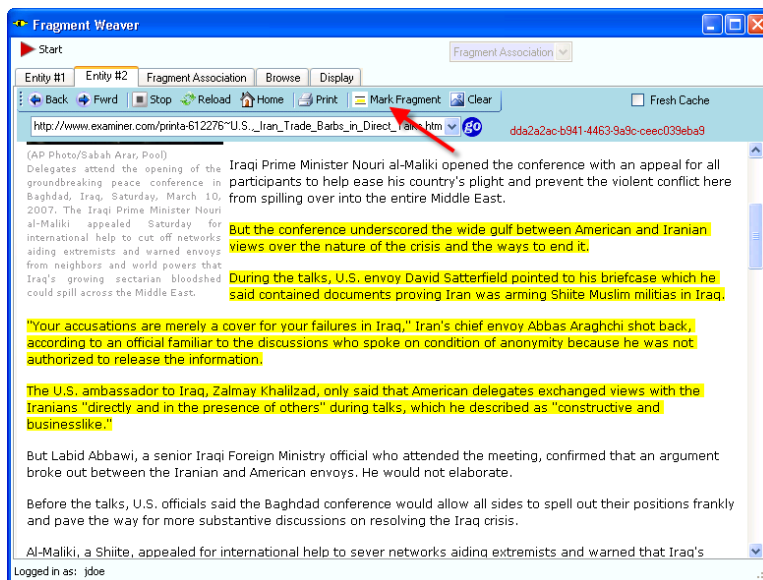 Fragment Weaver
Start
Fragment Association
Entity #1 Entity #2 Fragment Association Browse Display
Back Fwrd Stop Reload Home Print Mark Fragment Clear Fresh Cache
http://www.examiner.com/printa-612276~U.S.,_Iran_Trade_Barbs_in_Direct_Talks.htm go dda2a2ac-b941-4463-9a9c-ceec039eba9
(AP Photo/Sabah Arar, Pool)
Delegates attend the opening of the
groundbreaking peace conference in
Baghdad, Iraq, Saturday, March 10,
2007. The Iraqi Prime Minister Nouri
al-Maliki appealed Saturday for
international help to cut off networks
aiding extremists and warned envoys
from neighbors and world powers that
Iraq's growing sectarian bloodshed
could spill across the Middle East.
Iraqi Prime Minister Nouri al-Maliki opened the conference with an appeal for all
participants to help ease his country's plight and prevent the violent conflict here
from spilling over into the entire Middle East.
But the conference underscored the wide gulf between American and Iranian
views over the nature of the crisis and the ways to end it.
During the talks, U.S. envoy David Satterfield pointed to his briefcase which he
said contained documents proving Iran was arming Shiite Muslim militias in Iraq.
"Your accusations are merely a cover for your failures in Iraq," Iran's chief envoy Abbas Araghchi shot back,
according to an official familiar to the discussions who spoke on condition of anonymity because he was not
authorized to release the information.
The U.S. ambassador to Iraq, Zalmay Khalilzad, only said that American delegates exchanged views with the
Iranians "directly and in the presence of others" during talks, which he described as "constructive and
businesslike."
But Labid Abbawi, a senior Iraqi Foreign Ministry official who attended the meeting, confirmed that an argument
broke out between the Iranian and American envoys. He would not elaborate.
Before the talks, U.S. officials said the Baghdad conference would allow all sides to spell out their positions frankly
and pave the way for more substantive discussions on resolving the Iraq crisis.
Al-Maliki, a Shiite, appealed for international help to sever networks aiding extremists and warned that Iraq's
Logged in as: jdoe